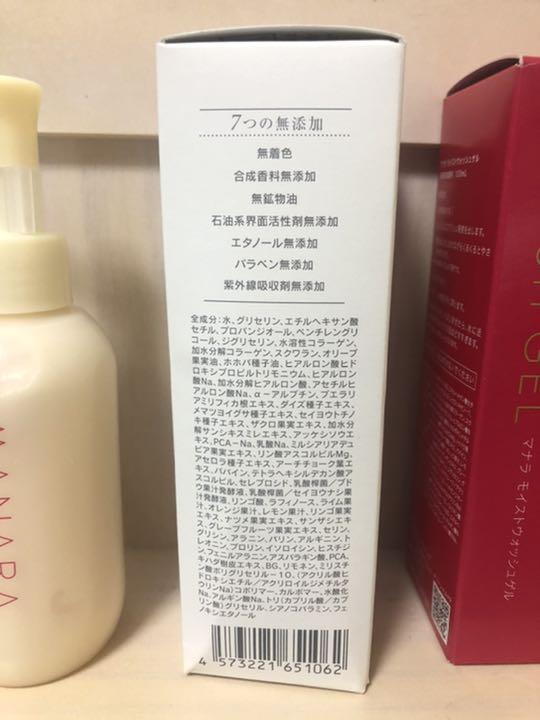 7つの無添加
無着色
合成香料無添加
無鉱物油
石油系界面活性剤無添加
エタノール無添加
パラベン無添加
紫外線吸収剤無添加
全成分:水、グリセリン、エチルヘキサン酸
セチル、プロパンジオール、ペンチレングリ
コール、ジグリセリン、水溶性コラーゲン、
加水分解コラーゲン、スクワラン、オリーブ
果実油、ホホバ種子油、ヒアルロン酸ヒド
ロキシプロピルトリモニウム、ヒアルロン
酸Na、加水分解ヒアルロン酸、アセチルヒ
アルロン酸Na、α-アルブチン、プエラリ
アミリフィカ根エキス、ダイズ種子エキス、
メマツヨイグサ種子エキス、セイヨウトチノ
キ種子エキス、ザクロ果実エキス、加水分
解サンシキスミレエキス、アッケシソウエ
キス、PCA-Na、乳酸Na、ミルシアリアデュ
ビア果実エキス、リン酸アスコルビルMg、
アセロラ種子エキス、アーチチョーク葉エ
キス、パパイン、テトラヘキシルデカン酸ア
スコルビル、セレブロシド、乳酸桿菌/ブド
ウ果汁発酵液、乳酸桿菌/セイヨウナシ果
汁発酵液、リンゴ酸、ラフィノース、ライム果
汁、オレンジ果汁、レモン果汁、リンゴ果実
エキス、ナツメ果実エキス、サンザシエキ
ス、グレープフルーツ果実エキス、セリン、
グリシン、アラニン、バリン、アルギニン、ト
レオニン、プロリン、イソロイシン、ヒスチジ
ン、フェニルアラニン、アスパラギン酸、PCA、
キハダ樹皮エキス、BG、リモネン、ミリスチ
ン酸ポリグリセリル-10、(アクリル酸ヒ
ドロキシエチル/アクリロイルジメチルタ
ウリンNa)コポリマー、カルボマー、水酸化
Na、アルギン酸Na、トリ(カプリル酸/カプ
リン酸)グリセリル、シアノコバラミン、フェ
ノキシエタノール
4 573221 651062
MANARA
GEL
マナラ モイストウォッシュゲル